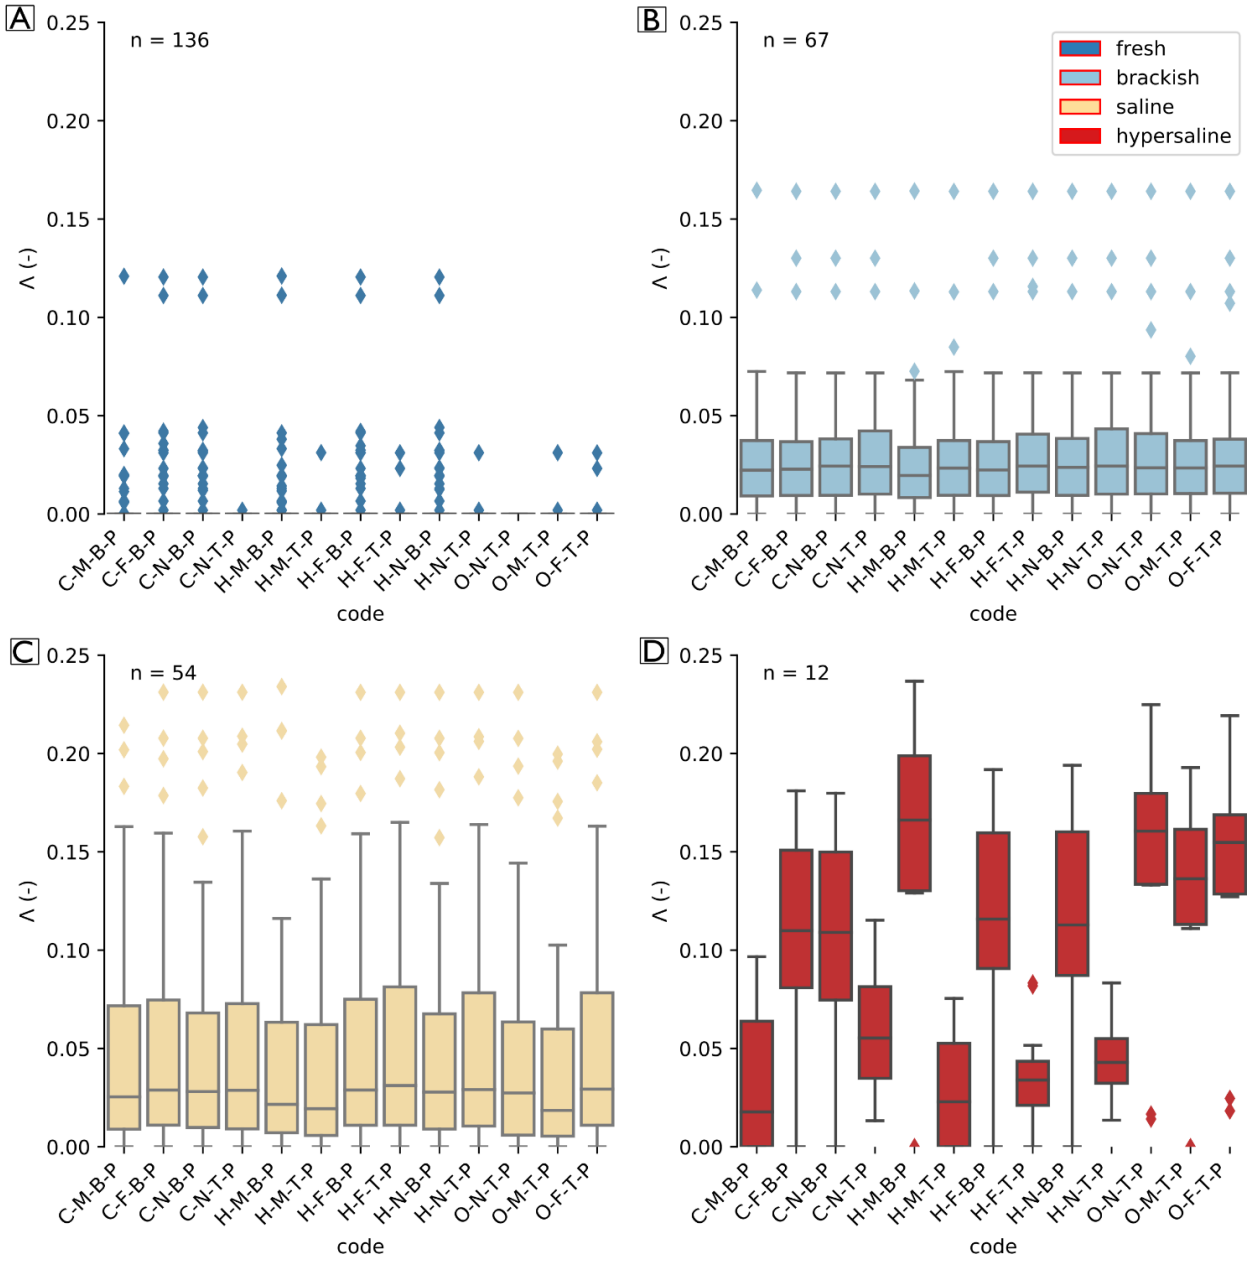 A
n = 136
0.25
0.20
0.15
0.10
0.05
0.00
Λ (-)
C-M-B-P
C-F-B-P
C-N-B-P
C-N-T-P
H-M-B-P
H-M-T-P
H-F-B-P
H-F-T-P
H-N-B-P
H-N-T-P
O-N-T-P
O-M-T-P
O-F-T-P
code
B
n = 67
fresh
brackish
saline
hypersaline
0.25
0.20
0.15
0.10
0.05
0.00
Λ (-)
C-M-B-P
C-F-B-P
C-N-B-P
C-N-T-P
H-M-B-P
H-M-T-P
H-F-B-P
H-F-T-P
H-N-B-P
H-N-T-P
O-N-T-P
O-M-T-P
O-F-T-P
code
C
n = 54
0.25
0.20
0.15
0.10
0.05
0.00
Λ (-)
C-M-B-P
C-F-B-P
C-N-B-P
C-N-T-P
H-M-B-P
H-M-T-P
H-F-B-P
H-F-T-P
H-N-B-P
H-N-T-P
O-N-T-P
O-M-T-P
O-F-T-P
code
D
n = 12
0.25
0.20
0.15
0.10
0.05
0.00
Λ (-)
C-M-B-P
C-F-B-P
C-N-B-P
C-N-T-P
H-M-B-P
H-M-T-P
H-F-B-P
H-F-T-P
H-N-B-P
H-N-T-P
O-N-T-P
O-M-T-P
O-F-T-P
code